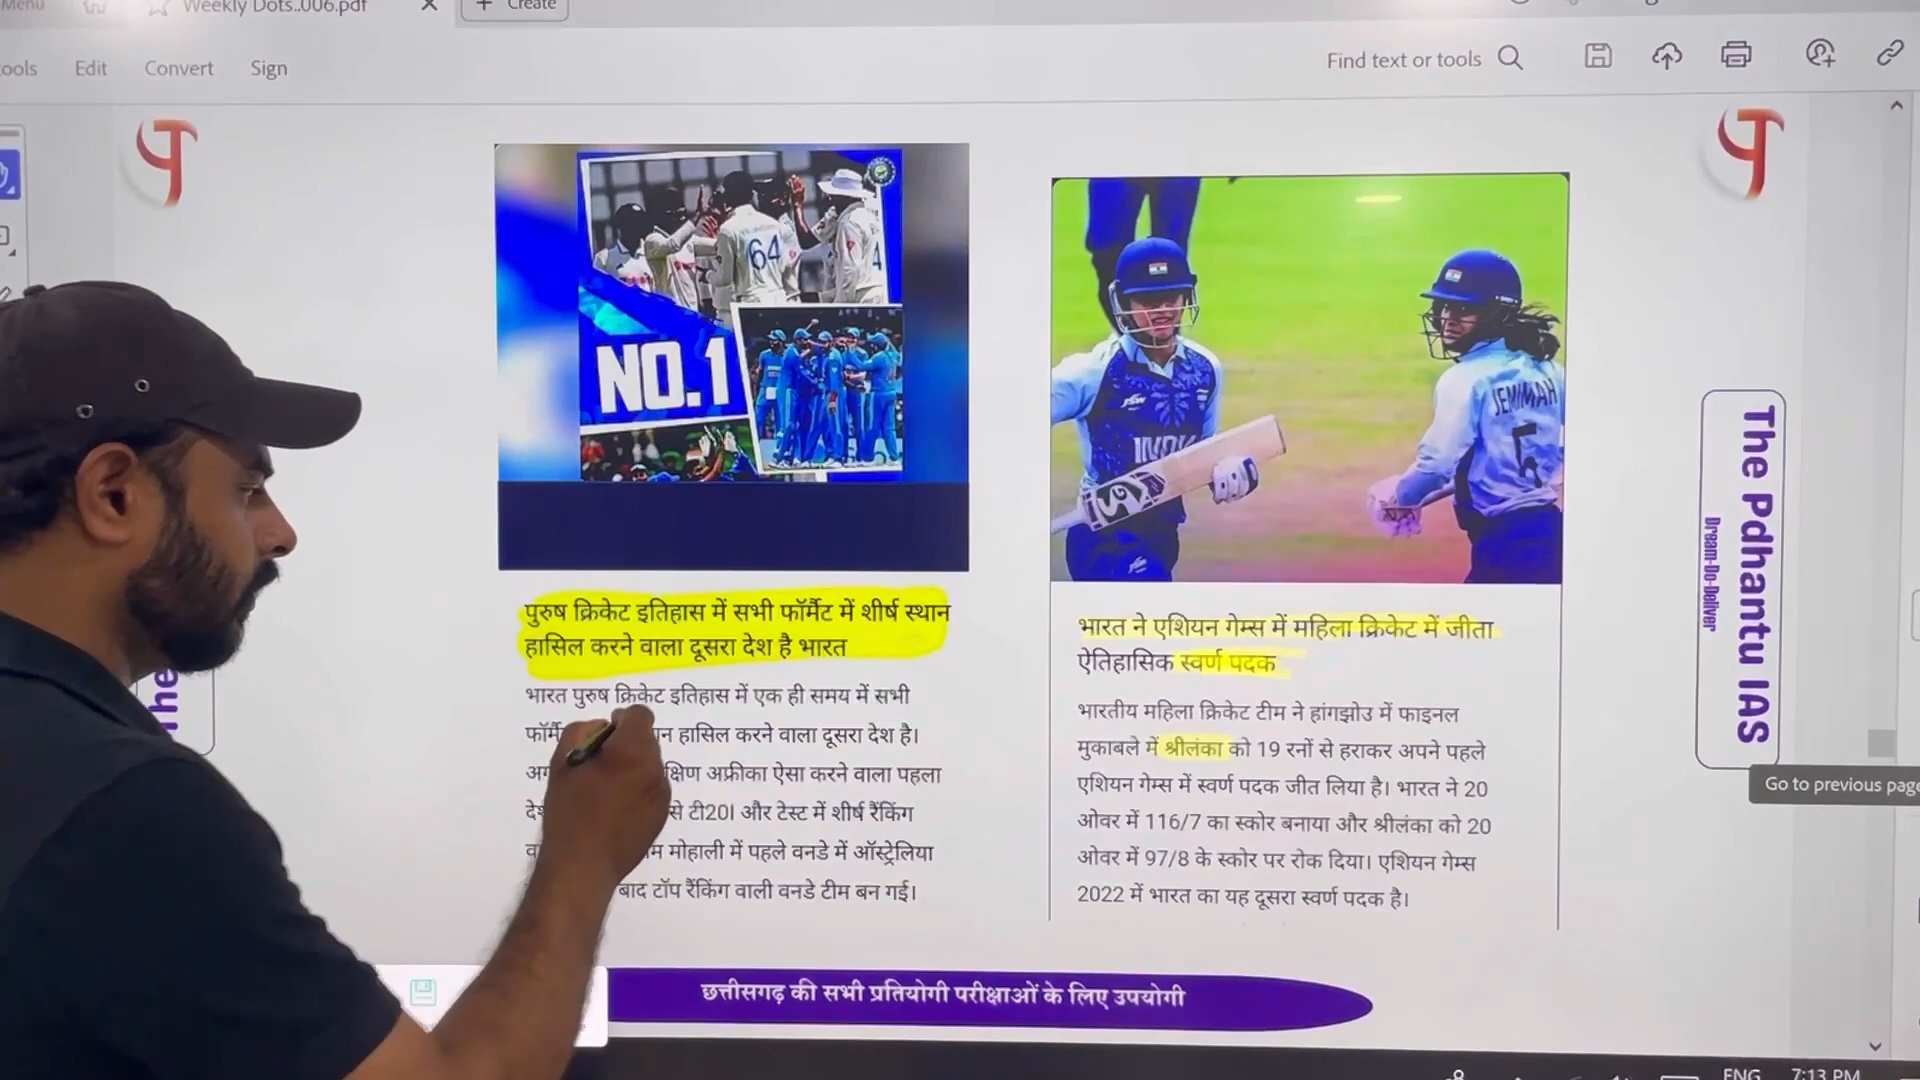 Menu
Weekly Dots..006.pdf
Create
ools Edit Convert Sign
Find text or tools
64
NO.1
INDI
JEMIMAH
5
पुरुष क्रिकेट इतिहास में सभी फॉर्मैट में शीर्ष स्थान
हासिल करने वाला दूसरा देश है भारत
भारत पुरुष क्रिकेट इतिहास में एक ही समय में सभी
हासिल करने वाला दूसरा देश है।
अफ्रीका ऐसा करने वाला पहला
से टी20I और टेस्ट में शीर्ष रैंकिंग
मोहाली में पहले वनडे में ऑस्ट्रेलिया
बाद टॉप रैंकिंग वाली वनडे टीम बन गई।
भारत ने एशियन गेम्स में महिला क्रिकेट में जीता
ऐतिहासिक स्वर्ण पदक
भारतीय महिला क्रिकेट टीम ने हांगझोउ में फाइनल
मुकाबले में श्रीलंका को 19 रनों से हराकर अपने पहले
एशियन गेम्स में स्वर्ण पदक जीत लिया है। भारत ने 20
ओवर में 116/7 का स्कोर बनाया और श्रीलंका को 20
ओवर में 97/8 के स्कोर पर रोक दिया। एशियन गेम्स
2022 में भारत का यह दूसरा स्वर्ण पदक है।
The Pdhantu IAS
Dream-Do-Deliver
The
Go to previous page
छत्तीसगढ़ की सभी प्रतियोगी परीक्षाओं के लिए उपयोगी
ENG 7:13 PM